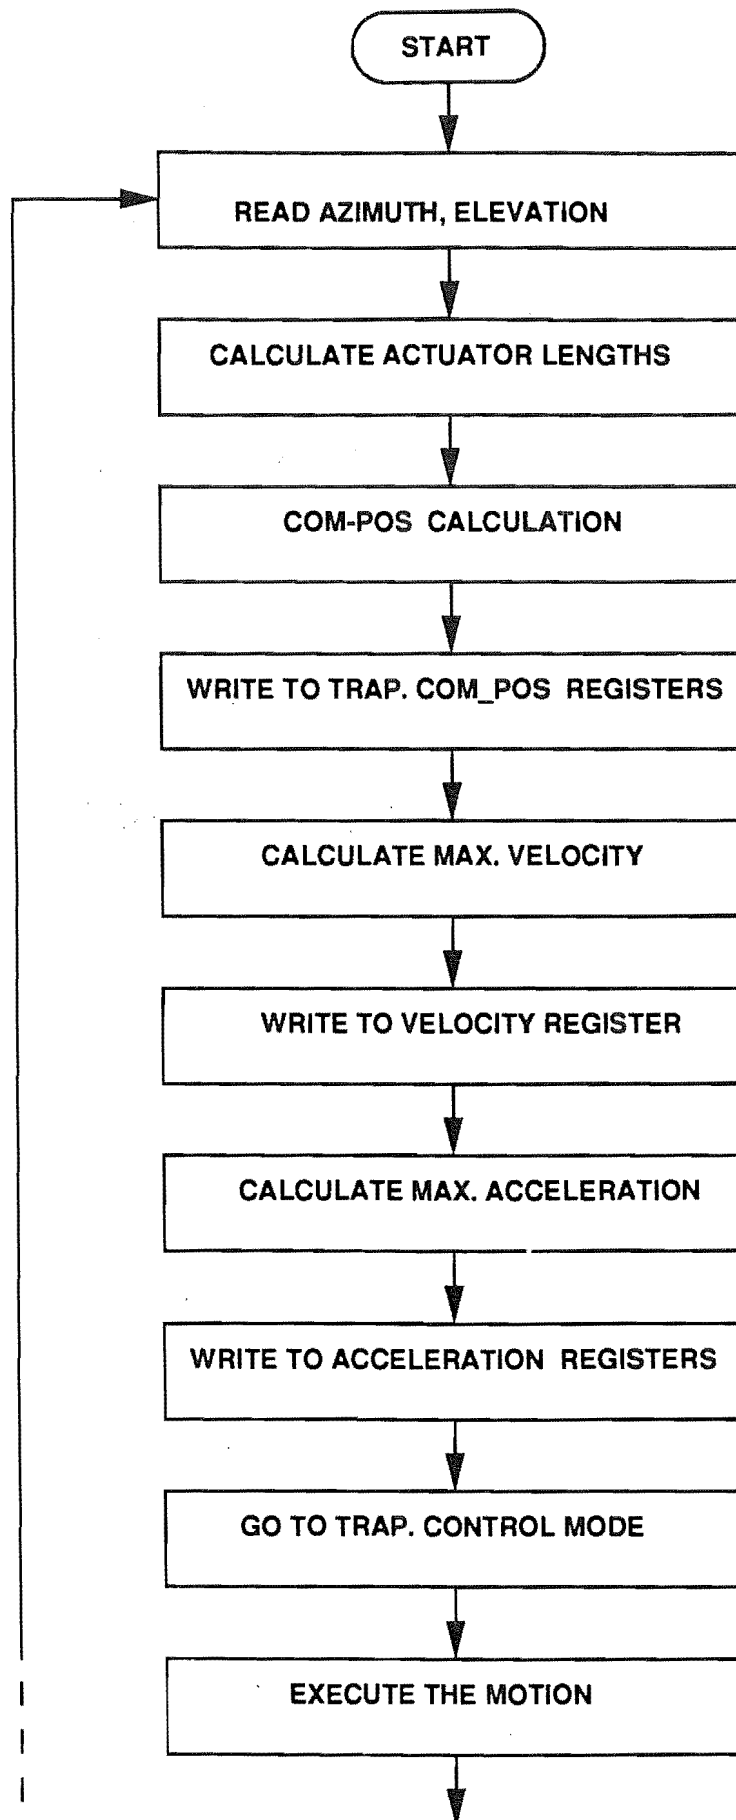 START
READ AZIMUTH, ELEVATION
CALCULATE ACTUATOR LENGTHS
COM-POS CALCULATION
WRITE TO TRAP. COM_POS REGISTERS
CALCULATE MAX. VELOCITY
WRITE TO VELOCITY REGISTER
CALCULATE MAX. ACCELERATION
WRITE TO ACCELERATION REGISTERS
GO TO TRAP. CONTROL MODE
EXECUTE THE MOTION